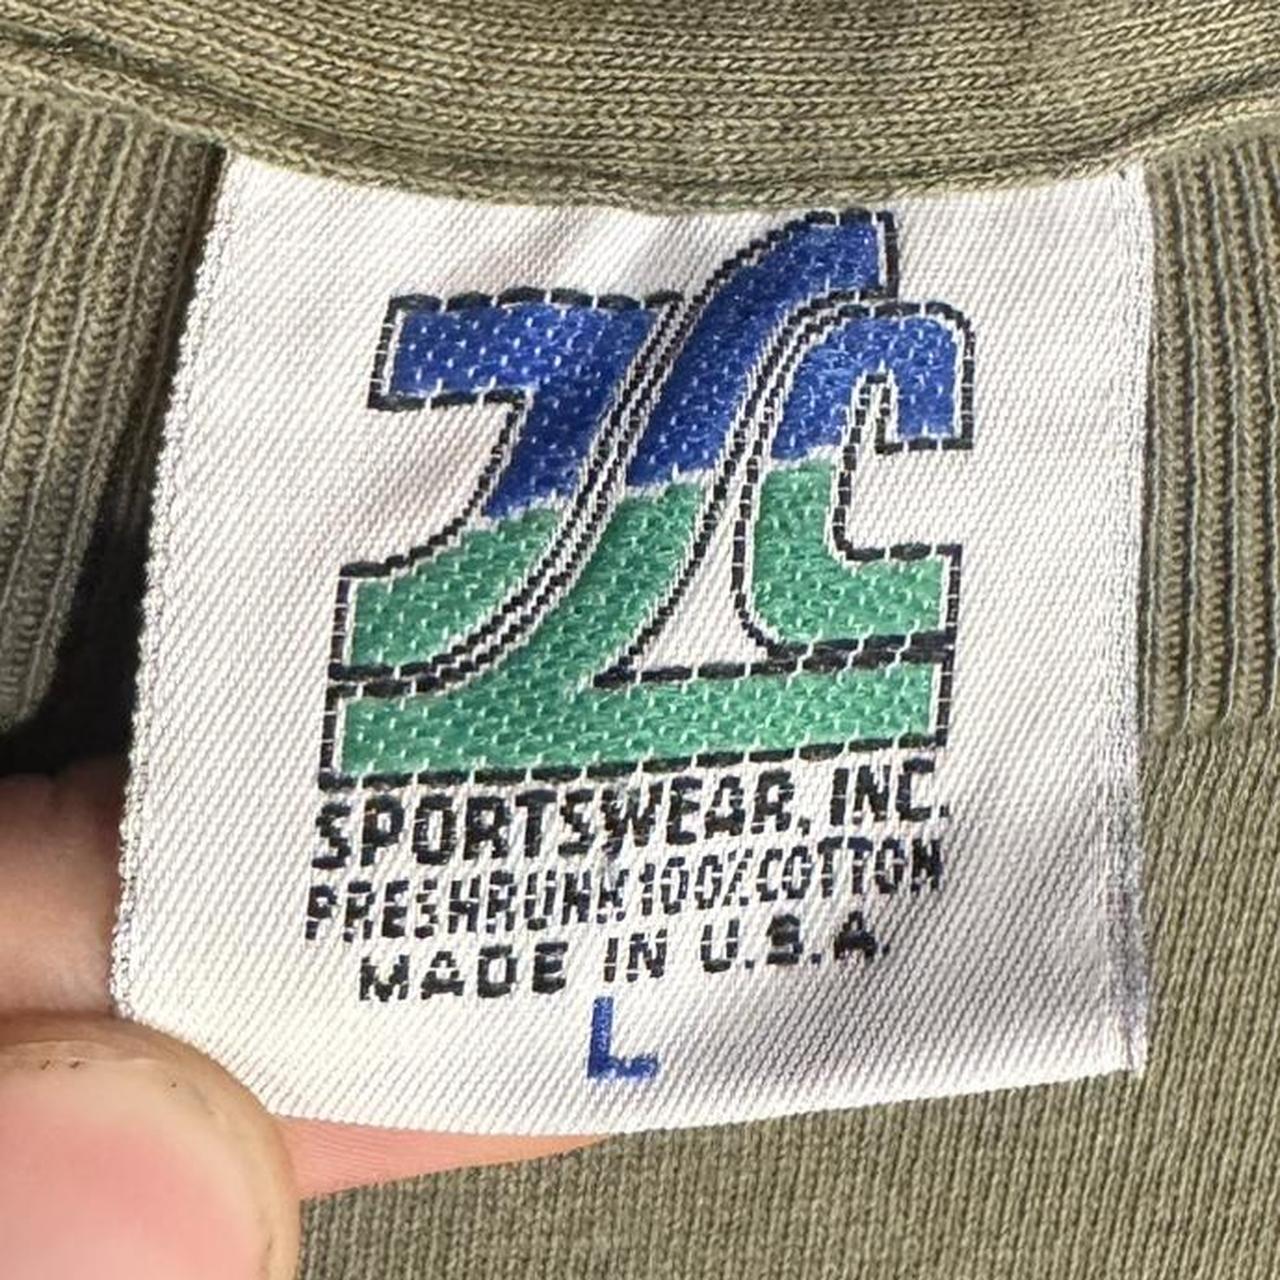 SPORTSWEAR, INC.
PRESHRUNK 100% COTTON
MADE IN U.S.A.
L